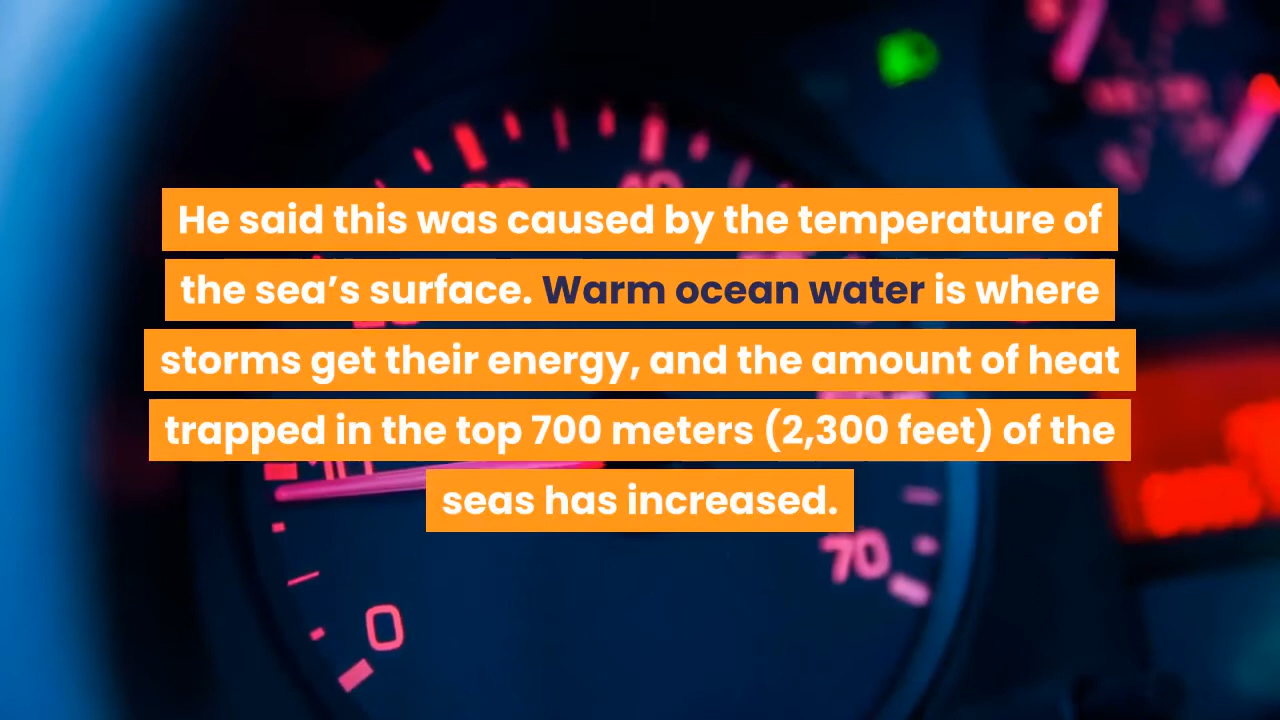 He said this was caused by the temperature of
the sea’s surface. Warm ocean water is where
storms get their energy, and the amount of heat
trapped in the top 700 meters (2,300 feet) of the
seas has increased.
70
0